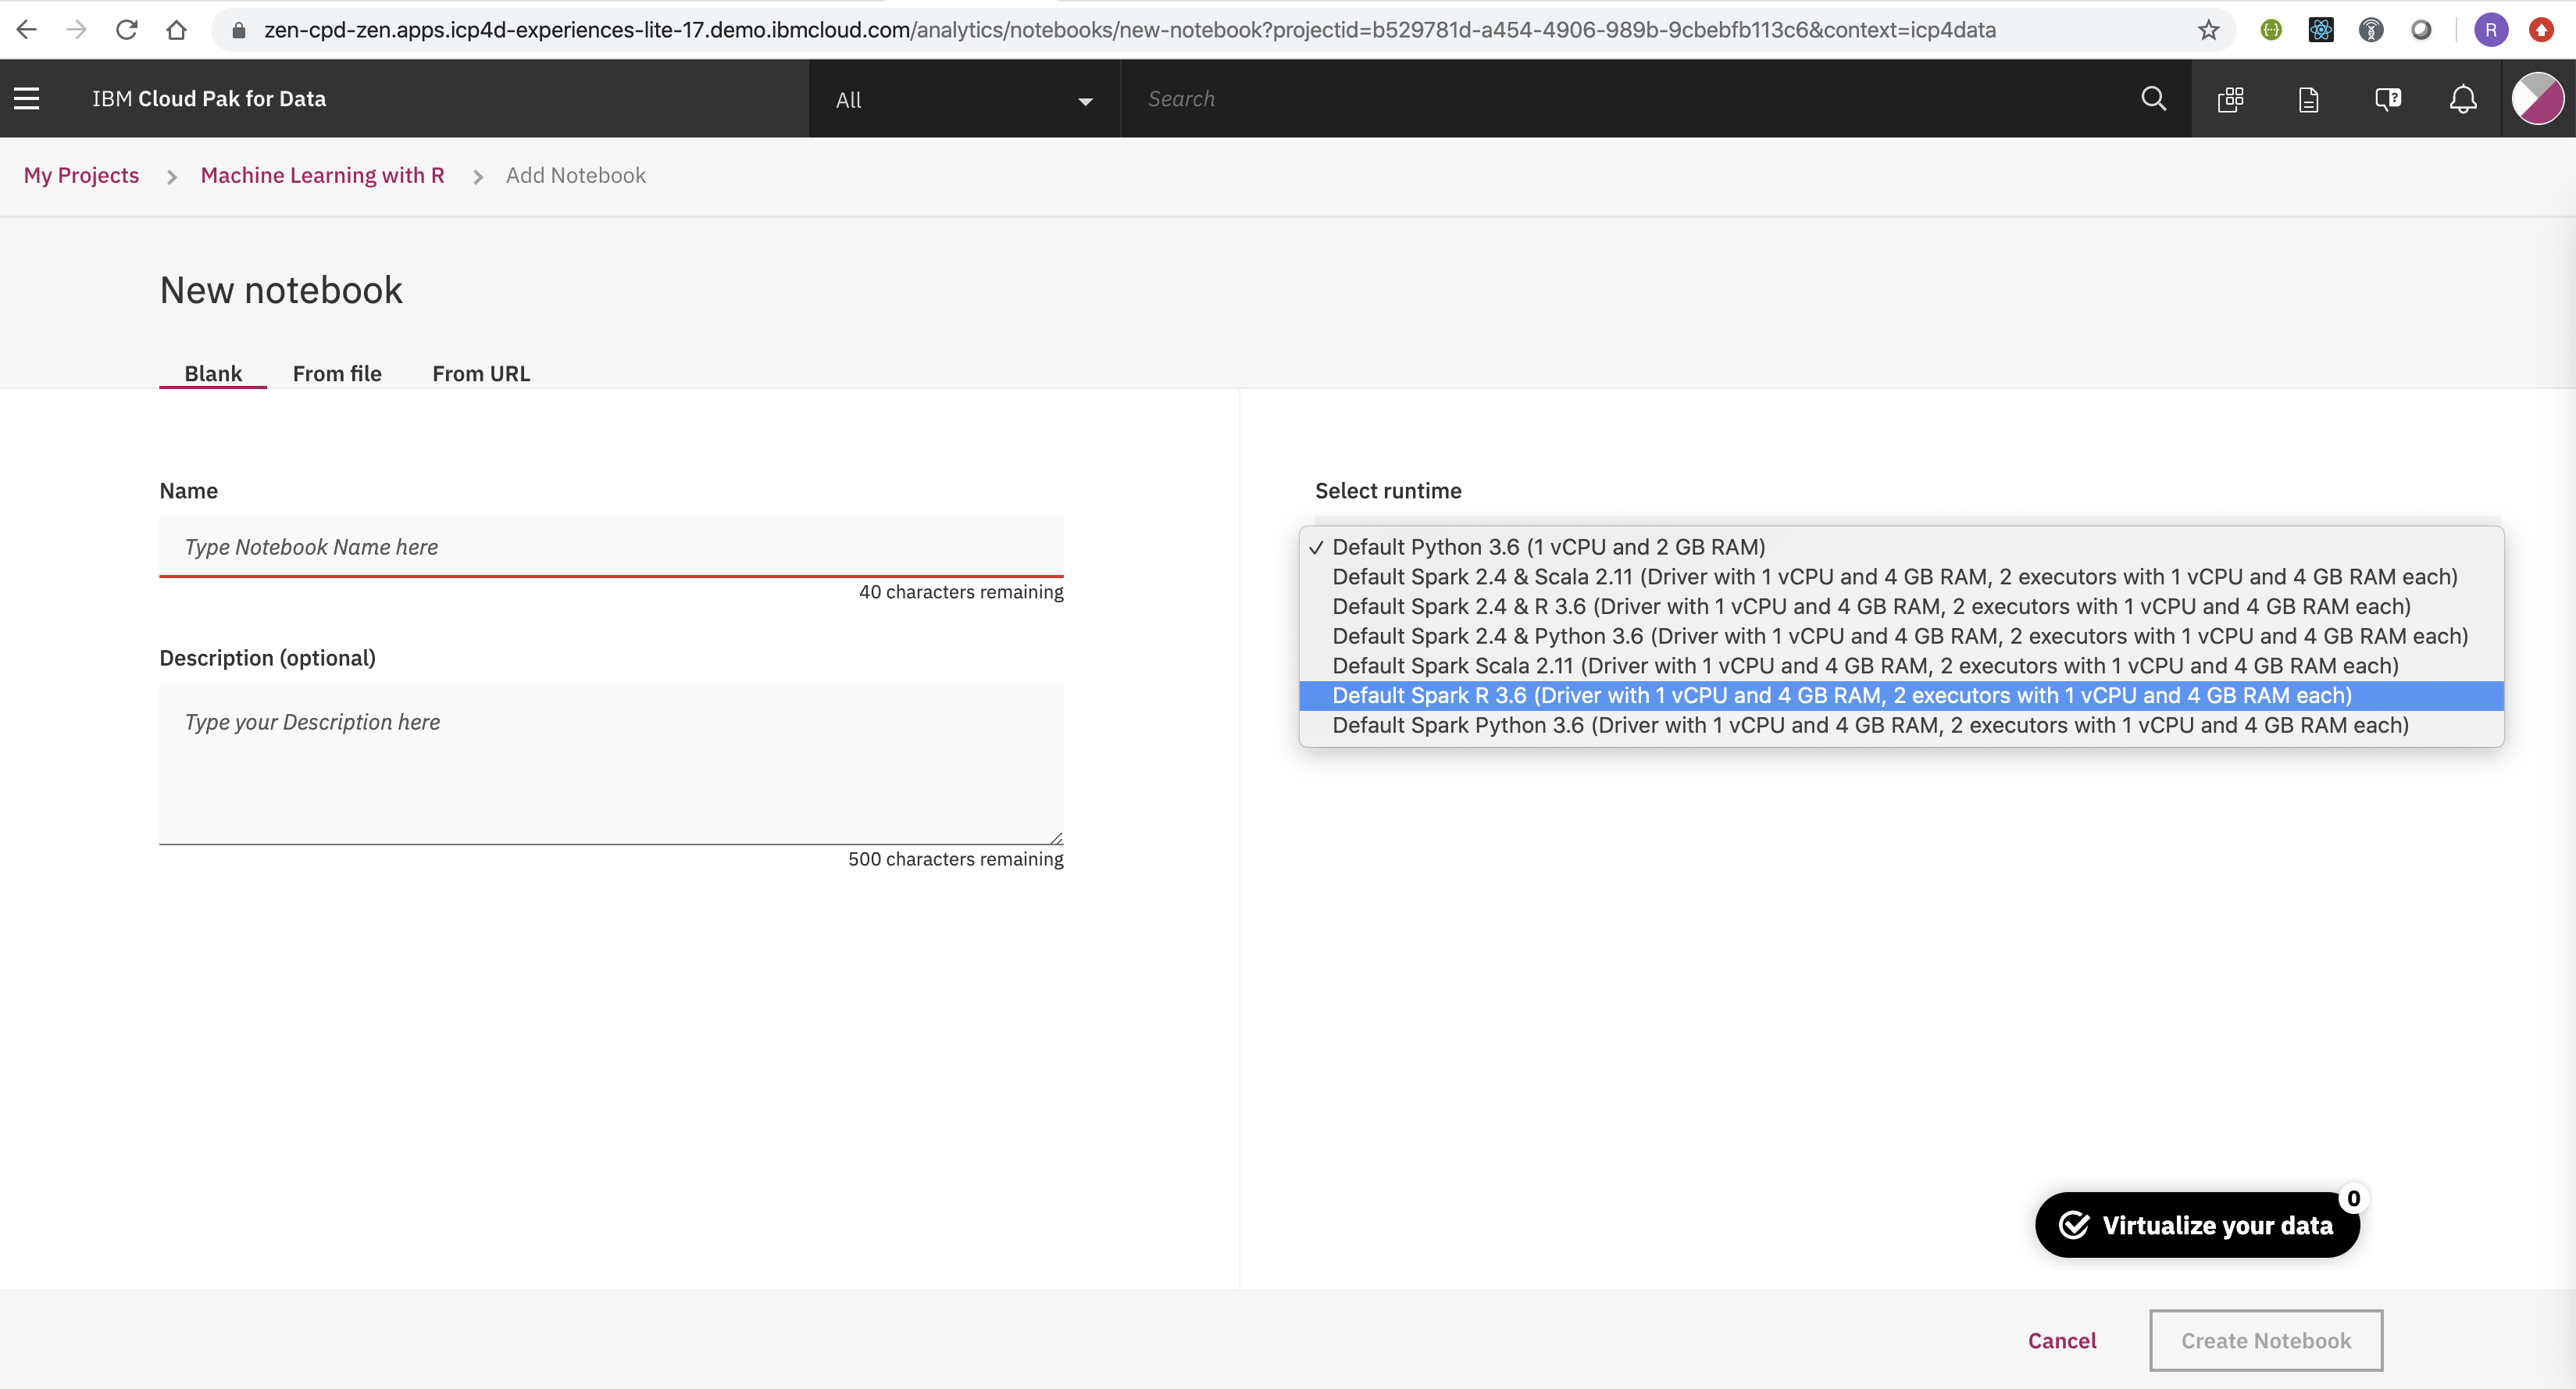 zen-cpd-zen.apps.icp4d-experiences-lite-17.demo.ibmcloud.com/analytics/notebooks/new-notebook?projectid=b529781d-a454-4906-989b-9cbebfb113c6&context=icp4data
R
IBM Cloud Pak for Data
All
Search
My Projects > Machine Learning with R > Add Notebook
New notebook
Blank From file From URL
Name
Type Notebook Name here
40 characters remaining
Description (optional)
Type your Description here
500 characters remaining
Select runtime
✓ Default Python 3.6 (1 vCPU and 2 GB RAM)
Default Spark 2.4 & Scala 2.11 (Driver with 1 vCPU and 4 GB RAM, 2 executors with 1 vCPU and 4 GB RAM each)
Default Spark 2.4 & R 3.6 (Driver with 1 vCPU and 4 GB RAM, 2 executors with 1 vCPU and 4 GB RAM each)
Default Spark 2.4 & Python 3.6 (Driver with 1 vCPU and 4 GB RAM, 2 executors with 1 vCPU and 4 GB RAM each)
Default Spark Scala 2.11 (Driver with 1 vCPU and 4 GB RAM, 2 executors with 1 vCPU and 4 GB RAM each)
Default Spark R 3.6 (Driver with 1 vCPU and 4 GB RAM, 2 executors with 1 vCPU and 4 GB RAM each)
Default Spark Python 3.6 (Driver with 1 vCPU and 4 GB RAM, 2 executors with 1 vCPU and 4 GB RAM each)
0
Virtualize your data
Cancel
Create Notebook